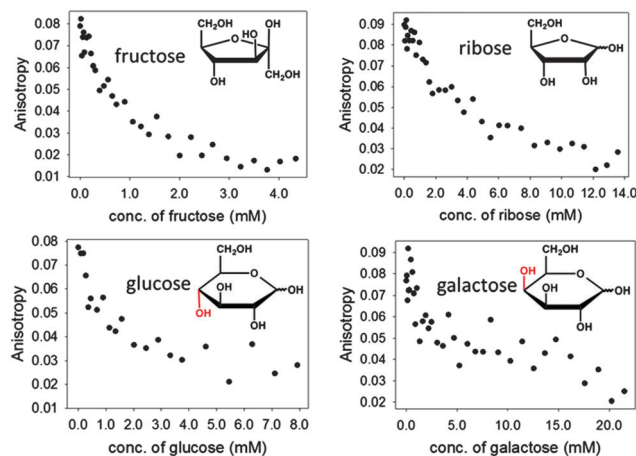 0.08
0.07
0.06
0.05
0.04
0.03
0.02
0.01
Anisotropy
fructose
CH₂OH
O
OH
HO
CH₂OH
OH
0.0 1.0 2.0 3.0 4.0
conc. of fructose (mM)
0.09
0.08
0.07
0.06
0.05
0.04
0.03
0.02
Anisotropy
ribose
CH₂OH
O
OH
OH
OH
0.0 2.0 4.0 6.0 8.0 10.0 12.0 14.0
conc. of ribose (mM)
0.08
0.07
0.06
0.05
0.04
0.03
0.02
0.01
Anisotropy
glucose
CH₂OH
O
OH
OH
OH
OH
0.0 1.0 2.0 3.0 4.0 5.0 6.0 7.0 8.0
conc. of glucose (mM)
0.09
0.08
0.07
0.06
0.05
0.04
0.03
0.02
Anisotropy
galactose
CH₂OH
OH
O
OH
OH
OH
0.0 5.0 10.0 15.0 20.0
conc. of galactose (mM)